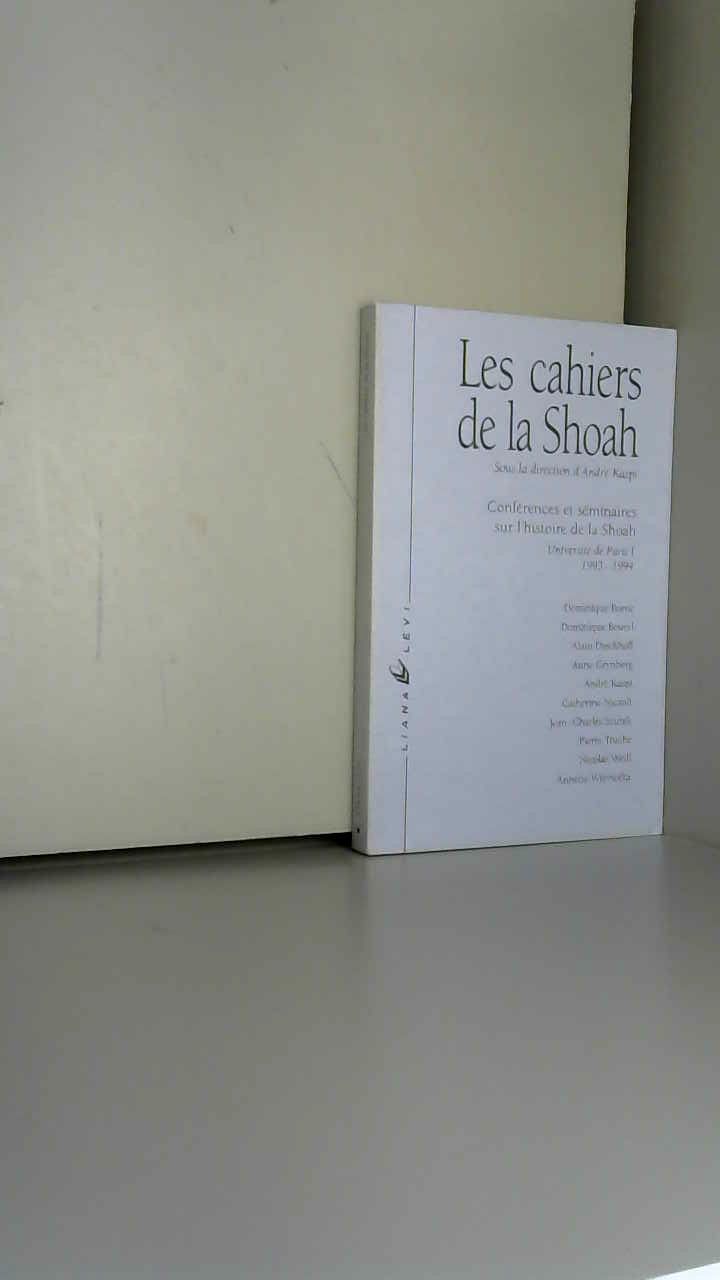 Les cahiers
de la Shoah
Sous la direction d'André Kaspi
Conférences et séminaires
sur l'histoire de la Shoah
Université de Paris I
1993 - 1994
Dominique Borne
Dominique Bourel
Alain Dieckhoff
Anne Grynberg
André Kaspi
Catherine Nicault
Jean-Charles Szurek
Pierre Truche
Nicolas Weill
Annette Wieviorka
LIANA LEVI